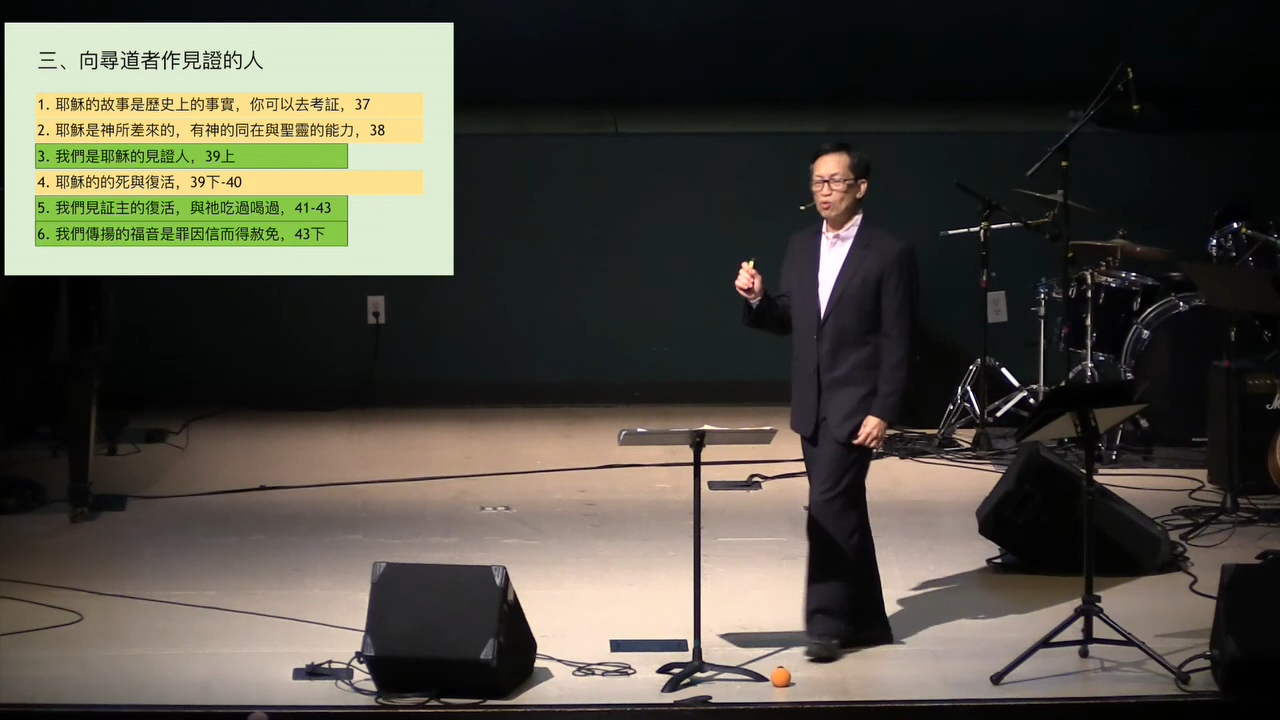 三、向尋道者作見證的人
1. 耶穌的故事是歷史上的事實，你可以去考証，37
2. 耶穌是神所差來的，有神的同在與聖靈的能力，38
3. 我們是耶穌的見證人，39上
4. 耶穌的的死與復活，39下-40
5. 我們見証主的復活，與祂吃過喝過，41-43
6. 我們傳揚的福音是罪因信而得赦免，43下